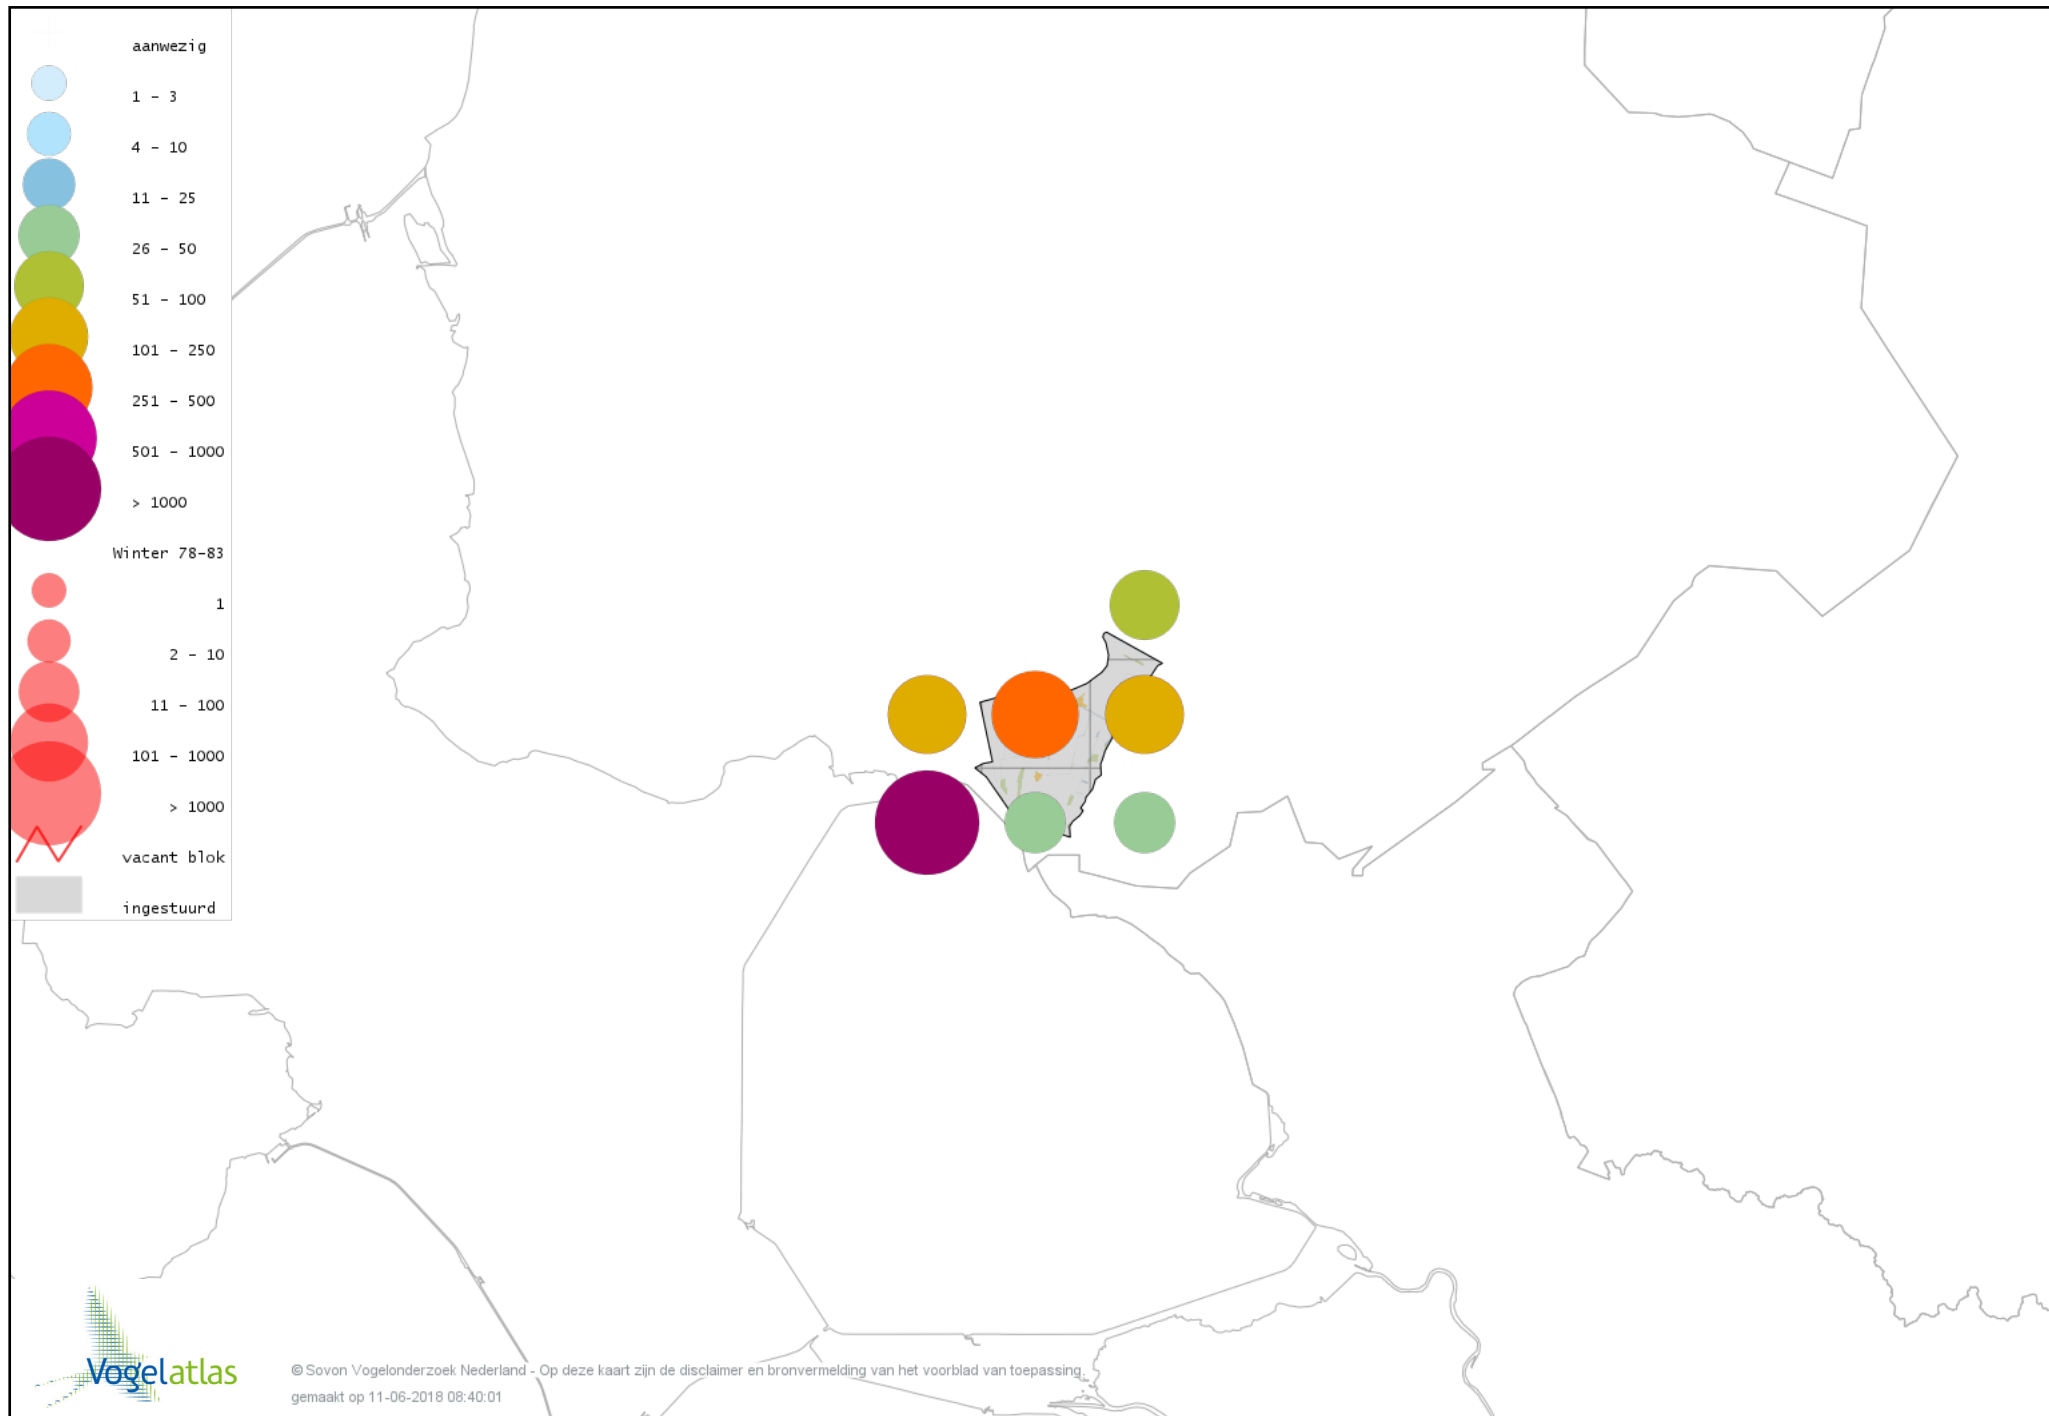 aanwezig
1 - 3
4 - 10
11 - 25
26 - 50
51 - 100
101 - 250
251 - 500
501 - 1000
> 1000
Winter 78-83
1
2 - 10
11 - 100
101 - 1000
> 1000
vacant blok
ingestuurd
Vogelatlas
© Sovon Vogelonderzoek Nederland - Op deze kaart zijn de disclaimer en bronvermelding van het voorblad van toepassing.
gemaakt op 11-06-2018 08:40:01